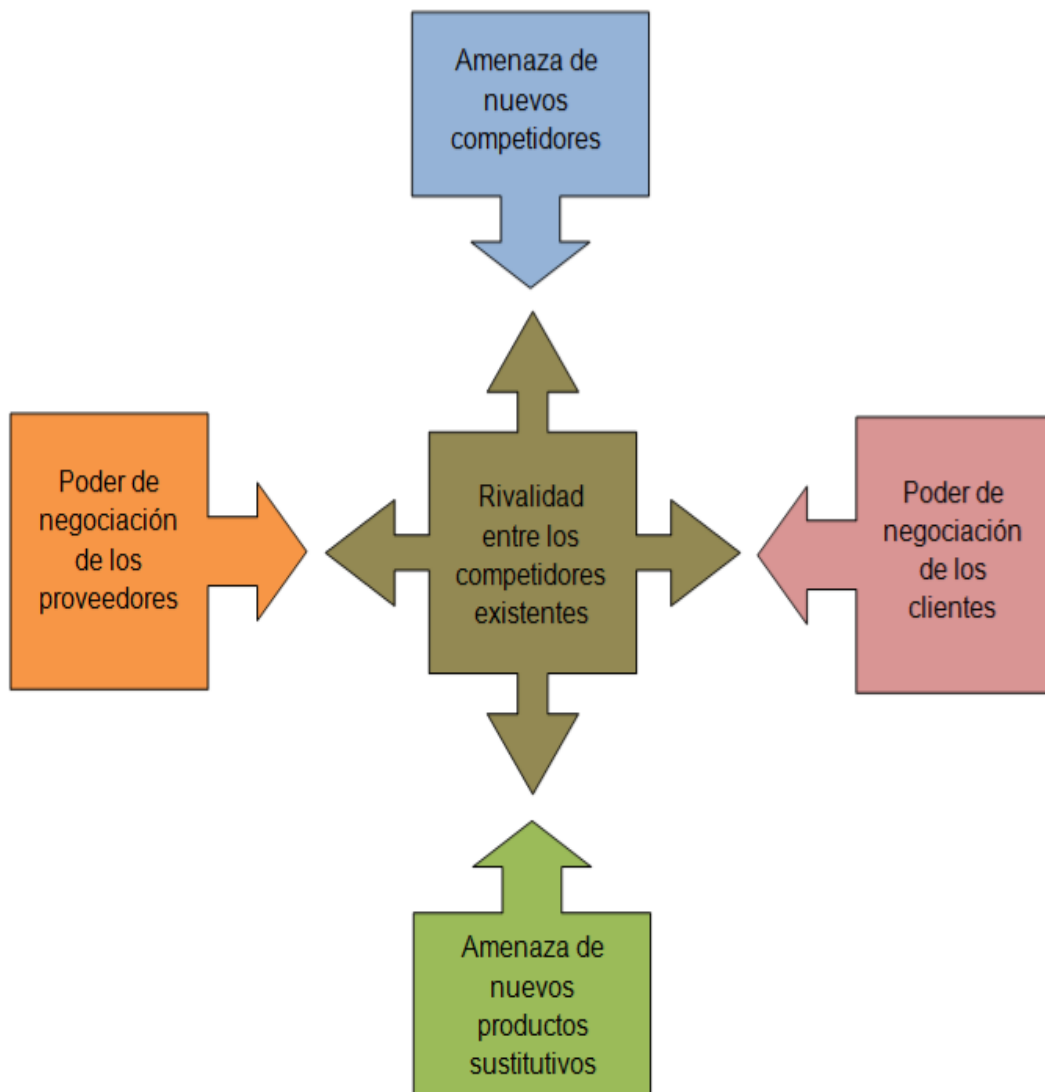 Amenaza de
nuevos
competidores
Poder de
negociación
de los
proveedores
Rivalidad
entre los
competidores
existentes
Poder de
negociación
de los
clientes
Amenaza de
nuevos
productos
sustitutivos